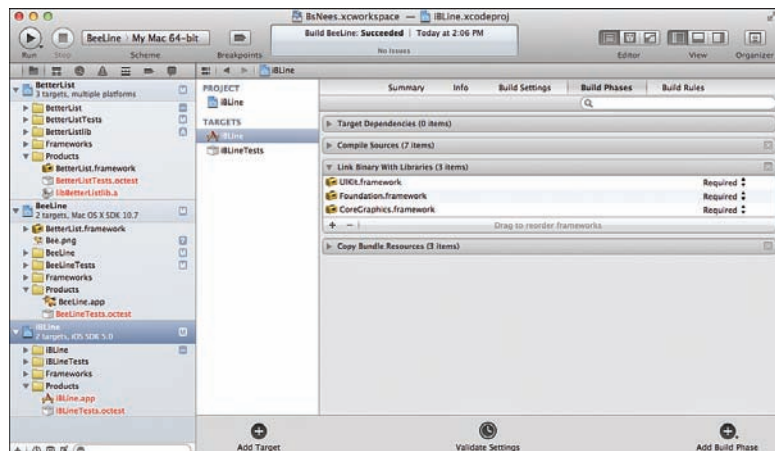 BsNees.xcworkspace — iBLine.xcodeproj
BeeLine My Mac 64-bit
Build BeeLine: Succeeded | Today at 2:06 PM
No Issues
Run Stop Scheme Breakpoints Editor View Organizer
iBLine
BetterList
3 targets, multiple platforms
BetterList
BetterListTests
BetterListlib
Frameworks
Products
BetterList.framework
BetterListTests.octest
libBetterListlib.a
BeeLine
2 targets, Mac OS X SDK 10.7
BetterList.framework
Bee.png
BeeLine
BeeLineTests
Frameworks
Products
BeeLine.app
BeeLineTests.octest
iBLine
2 targets, iOS SDK 5.0
iBLine
iBLineTests
Frameworks
Products
iBLine.app
iBLineTests.octest
PROJECT
iBLine
TARGETS
iBLine
iBLineTests
Summary Info Build Settings Build Phases Build Rules
Target Dependencies (0 items)
Compile Sources (7 items)
Link Binary With Libraries (3 items)
UIKit.framework Required
Foundation.framework Required
CoreGraphics.framework Required
+ − Drag to reorder frameworks
Copy Bundle Resources (3 items)
Add Target Validate Settings Add Build Phase